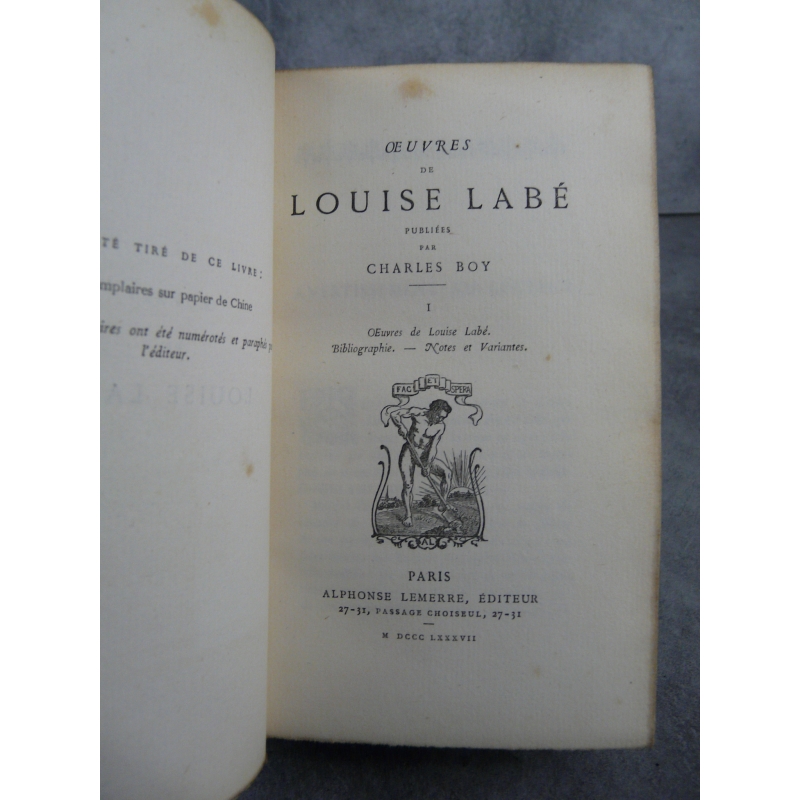 TÉ TIRÉ DE CE LIVRE:
mplaires sur papier de Chine
ires ont été numérotés et paraphés
l'éditeur.
ŒUVRES
DE
LOUISE LABÉ
PUBLIÉES
PAR
CHARLES BOY
I
Œuvres de Louise Labé.
Bibliographie. — Notes et Variantes.
FAC ET SPERA
AL
PARIS
ALPHONSE LEMERRE, ÉDITEUR
27-31, PASSAGE CHOISEUL, 27-31
M DCCC LXXXVII